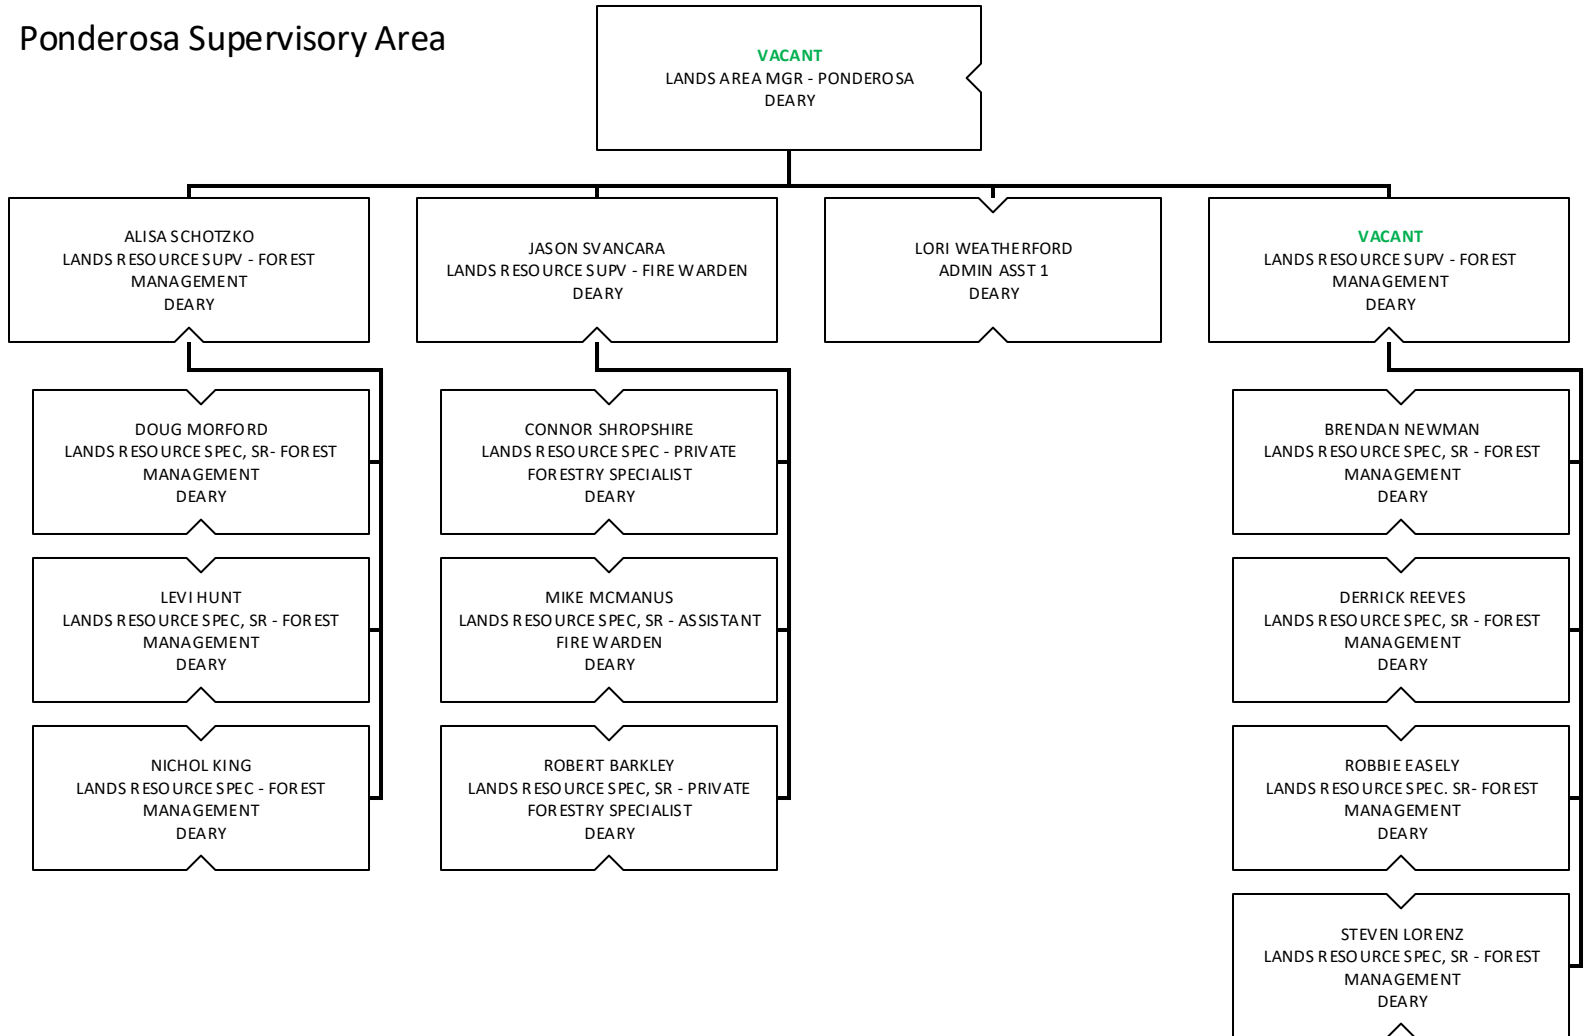 Ponderosa Supervisory Area
VACANT
LANDS AREA MGR - PONDEROSA
DEARY
ALISA SCHOTZKO
LANDS RESOURCE SUPV - FOREST
MANAGEMENT
DEARY
JASON SVANCARA
LANDS RESOURCE SUPV - FIRE WARDEN
DEARY
LORI WEATHERFORD
ADMIN ASST 1
DEARY
VACANT
LANDS RESOURCE SUPV - FOREST
MANAGEMENT
DEARY
DOUG MORFORD
LANDS RESOURCE SPEC, SR- FOREST
MANAGEMENT
DEARY
CONNOR SHROPSHIRE
LANDS RESOURCE SPEC - PRIVATE
FORESTRY SPECIALIST
DEARY
BRENDAN NEWMAN
LANDS RESOURCE SPEC, SR - FOREST
MANAGEMENT
DEARY
LEVI HUNT
LANDS RESOURCE SPEC, SR - FOREST
MANAGEMENT
DEARY
MIKE MCMANUS
LANDS RESOURCE SPEC, SR - ASSISTANT
FIRE WARDEN
DEARY
DERRICK REEVES
LANDS RESOURCE SPEC, SR - FOREST
MANAGEMENT
DEARY
NICHOL KING
LANDS RESOURCE SPEC - FOREST
MANAGEMENT
DEARY
ROBERT BARKLEY
LANDS RESOURCE SPEC, SR - PRIVATE
FORESTRY SPECIALIST
DEARY
ROBBIE EASELY
LANDS RESOURCE SPEC. SR- FOREST
MANAGEMENT
DEARY
STEVEN LORENZ
LANDS RESOURCE SPEC, SR - FOREST
MANAGEMENT
DEARY